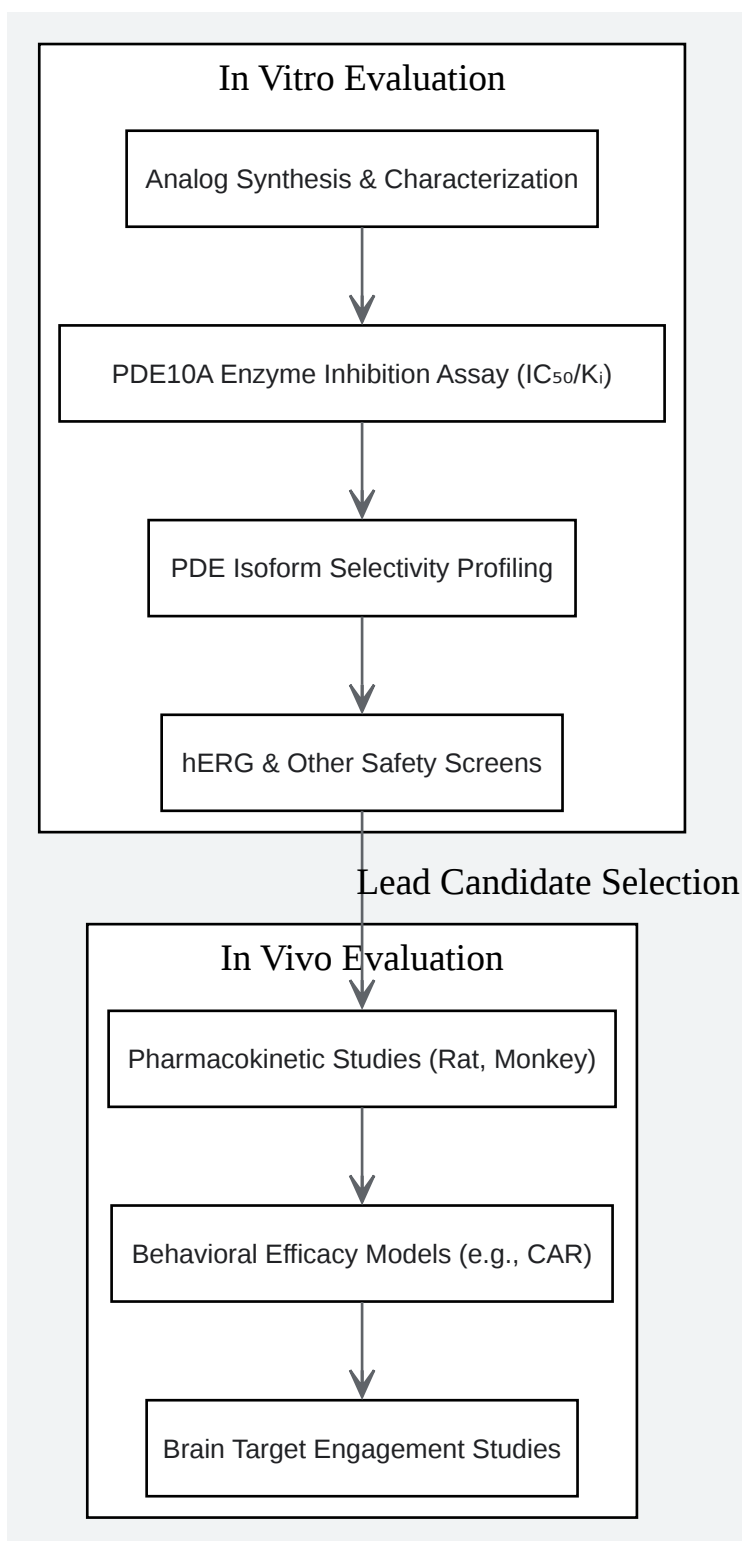 In Vitro Evaluation
Analog Synthesis & Characterization
PDE10A Enzyme Inhibition Assay (IC₅₀/Kᵢ)
PDE Isoform Selectivity Profiling
hERG & Other Safety Screens
Lead Candidate Selection
In Vivo Evaluation
Pharmacokinetic Studies (Rat, Monkey)
Behavioral Efficacy Models (e.g., CAR)
Brain Target Engagement Studies